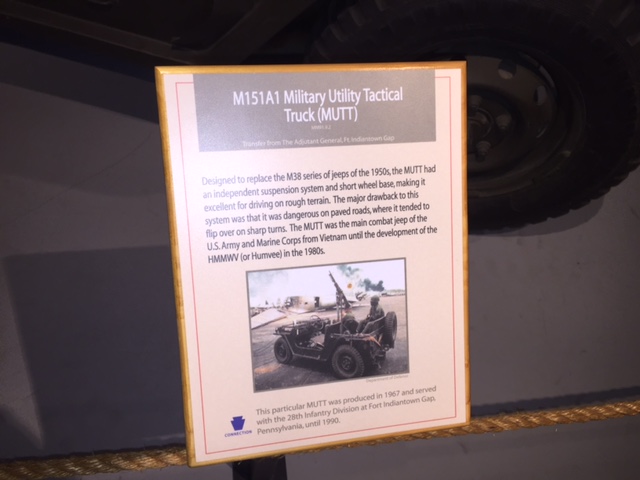 M151A1 Military Utility Tactical
Truck (MUTT)
Transfer from The Adjutant General, Ft. Indiantown Gap
Designed to replace the M38 series of jeeps of the 1950s, the MUTT had
an independent suspension system and short wheel base, making it
excellent for driving on rough terrain. The major drawback to this
system was that it was dangerous on paved roads, where it tended to
flip over on sharp turns. The MUTT was the main combat jeep of the
U.S. Army and Marine Corps from Vietnam until the development of the
HMMWV (or Humvee) in the 1980s.
This particular MUTT was produced in 1967 and served
with the 28th Infantry Division at Fort Indiantown Gap,
Pennsylvania, until 1990.
CONNECTION